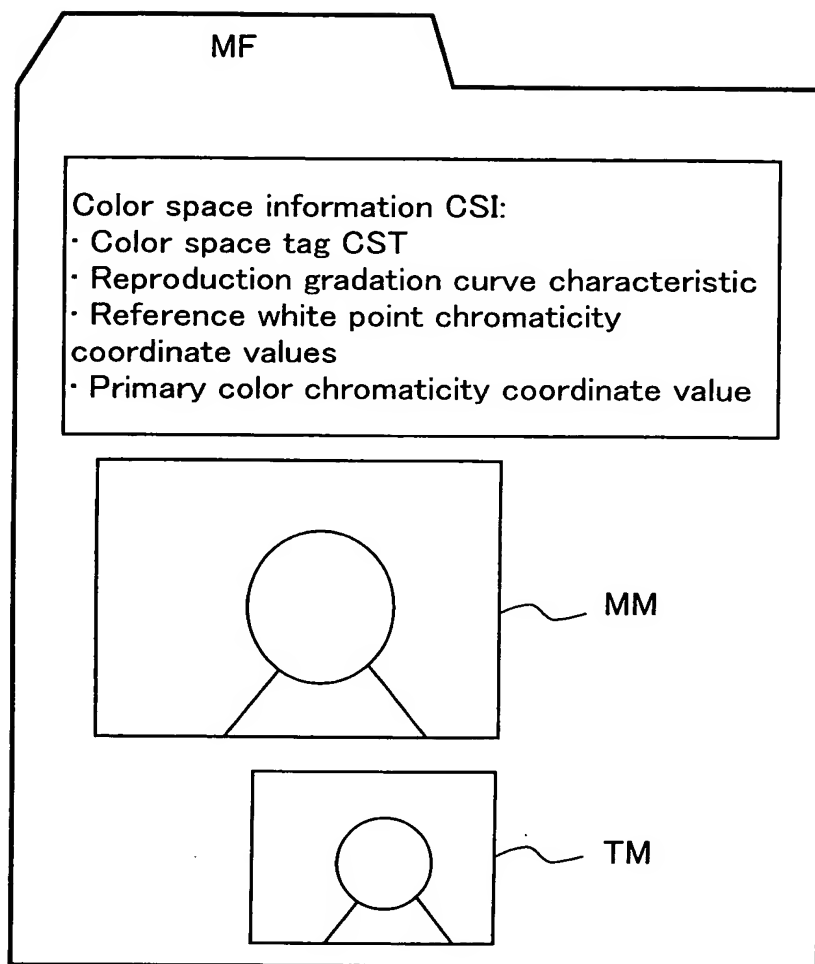 MF
Color space information CSI:
· Color space tag CST
· Reproduction gradation curve characteristic
· Reference white point chromaticity
coordinate values
· Primary color chromaticity coordinate value
MM
TM